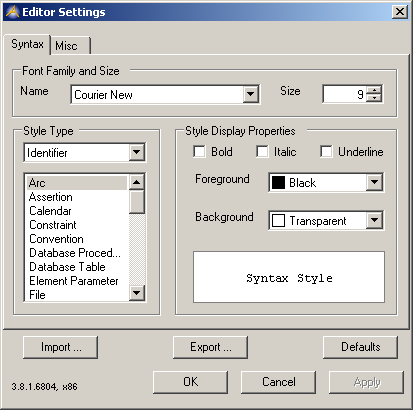 Editor Settings
Syntax Misc
Font Family and Size
Name Courier New Size 9
Style Type
Identifier
Arc
Assertion
Calendar
Constraint
Convention
Database Proced...
Database Table
Element Parameter
File
Style Display Properties
Bold Italic Underline
Foreground Black
Background Transparent
Syntax Style
Import ... Export ... Defaults
3.8.1.6804, x86 OK Cancel Apply